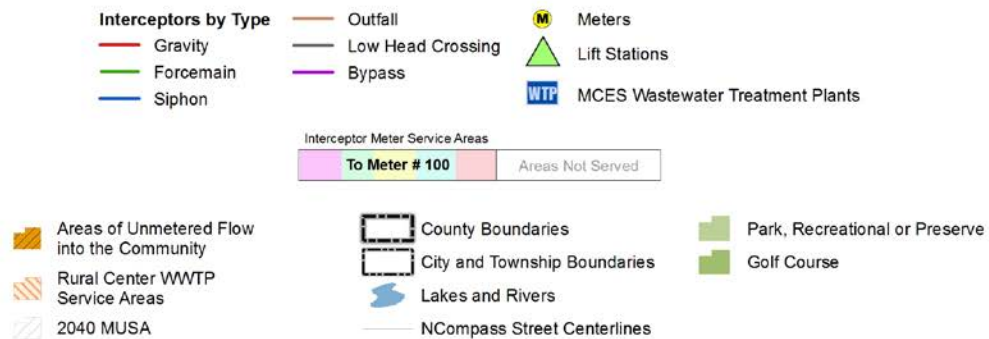 Interceptors by Type
Gravity
Forcemain
Siphon
Outfall
Low Head Crossing
Bypass
M Meters
Lift Stations
WTP MCES Wastewater Treatment Plants
Interceptor Meter Service Areas
To Meter # 100
Areas Not Served
Areas of Unmetered Flow
into the Community
Rural Center WWTP
Service Areas
2040 MUSA
County Boundaries
City and Township Boundaries
Lakes and Rivers
NCompass Street Centerlines
Park, Recreational or Preserve
Golf Course